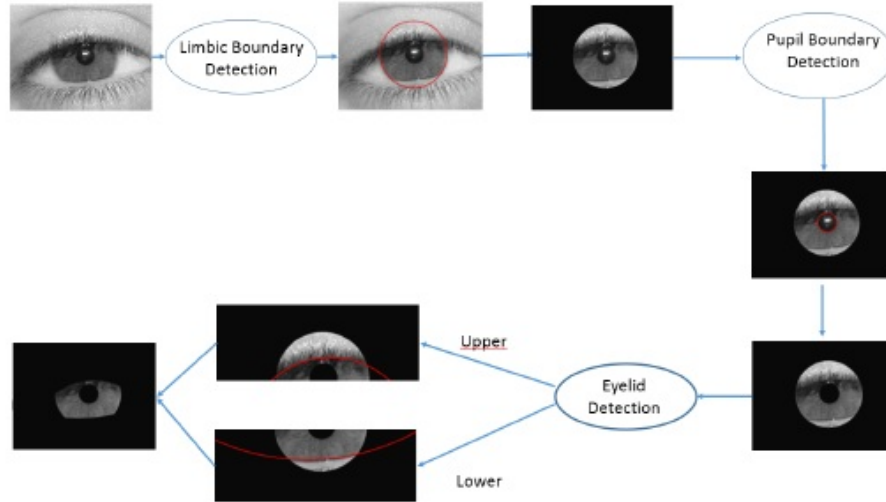 Limbic Boundary
Detection
Pupil Boundary
Detection
Upper
Eyelid
Detection
Lower